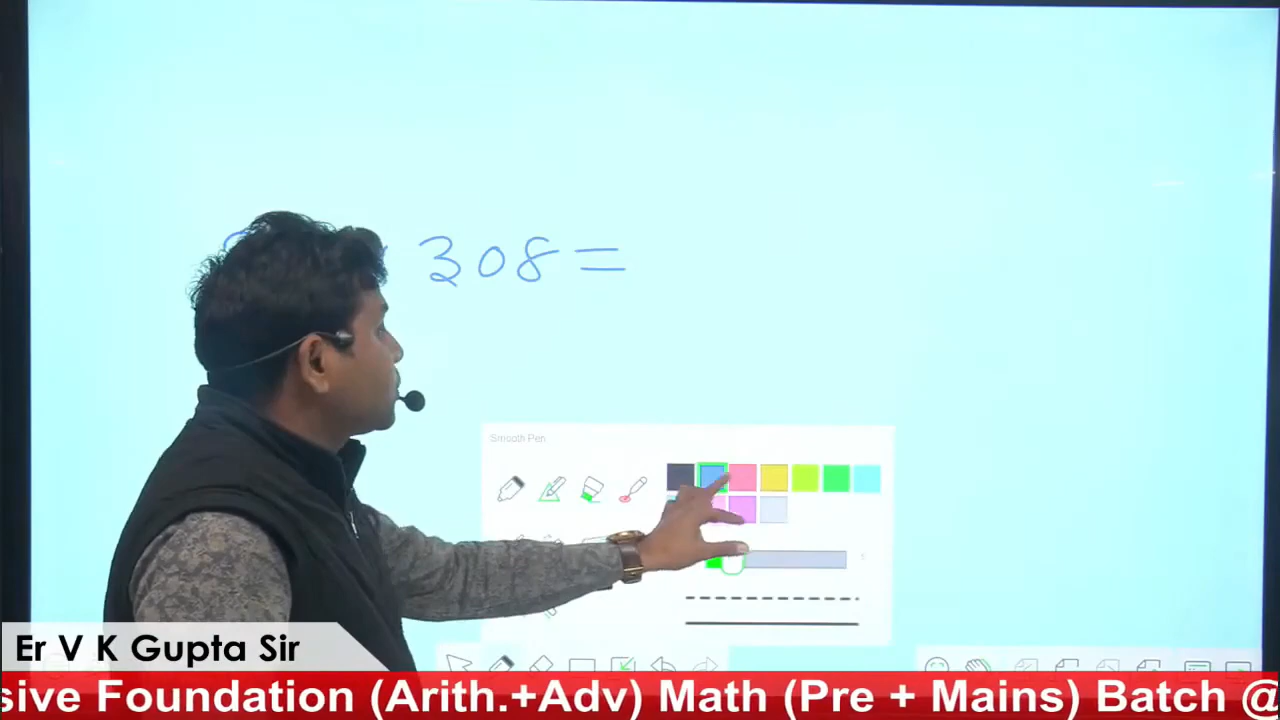 308=
Smooth Pen
Er V K Gupta Sir
sive Foundation (Arith.+Adv) Math (Pre + Mains) Batch @